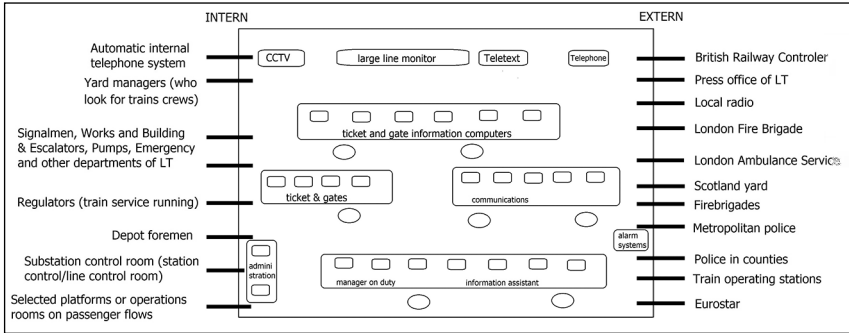 INTERN
EXTERN
Automatic internal
telephone system
Yard managers (who
look for trains crews)
Signalmen, Works and Building
& Escalators, Pumps, Emergency
and other departments of LT
Regulators (train service running)
Depot foremen
Substation control room (station
control/line control room)
Selected platforms or operations
rooms on passenger flows
CCTV
large line monitor
Teletext
Telephone
ticket and gate information computers
ticket & gates
communications
alarm
systems
admini
stration
manager on duty
information assistant
British Railway Controler
Press office of LT
Local radio
London Fire Brigade
London Ambulance Service
Scotland yard
Firebrigades
Metropolitan police
Police in counties
Train operating stations
Eurostar